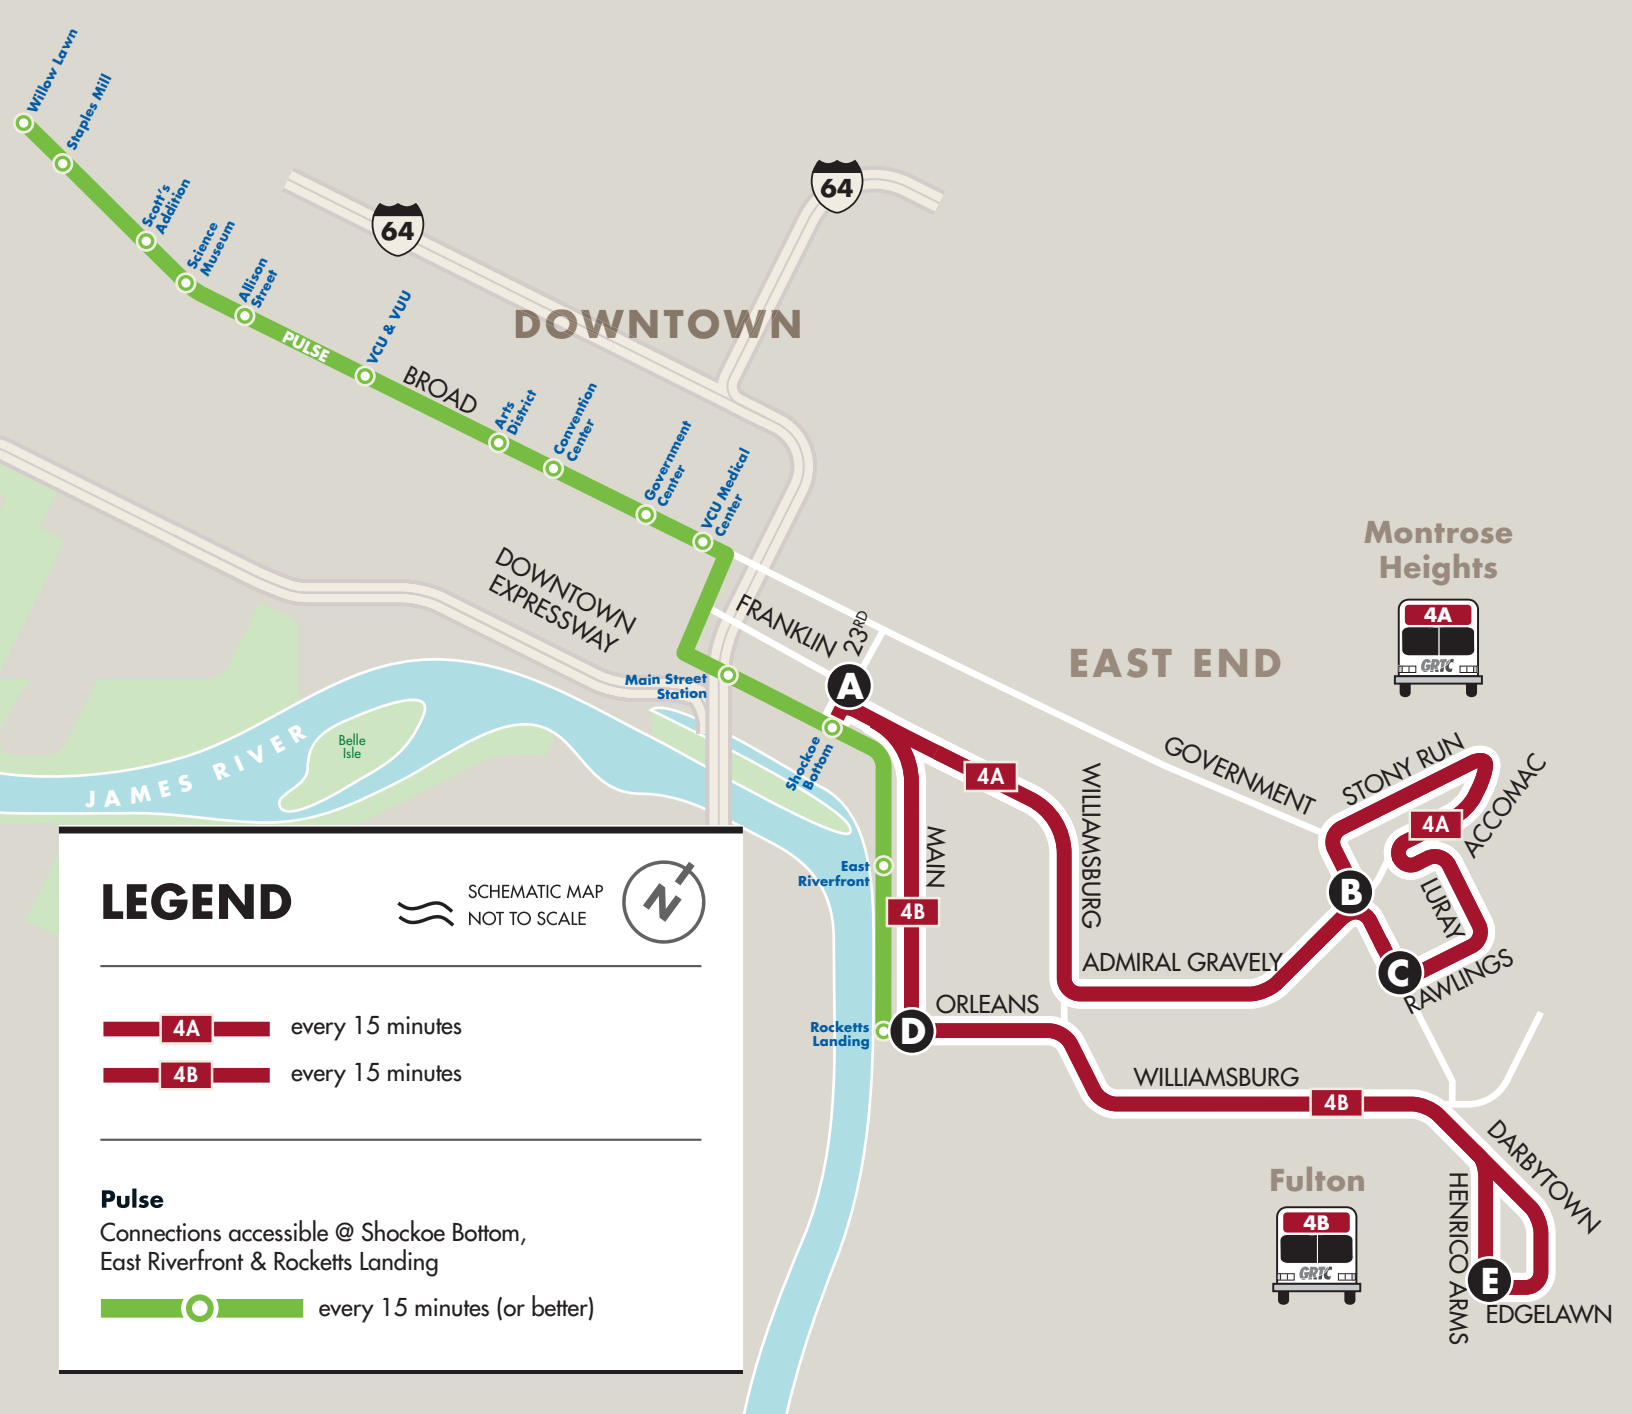 Willow Lawn
Staples Mill
Scott's
Addition
Science
Museum
Allison
Street
PULSE
VCU & VUU
BROAD
Arts
District
Convention
Center
Government
Center
VCU Medical
Center
64
64
DOWNTOWN
DOWNTOWN
EXPRESSWAY
FRANKLIN
23RD
A
Main Street
Station
Shockoe
Bottom
JAMES RIVER
Belle
Isle
EAST END
Montrose
Heights
4A
GRTC
GOVERNMENT
STONY RUN
ACCOMAC
4A
4A
WILLIAMSBURG
MAIN
East
Riverfront
4B
B
LURAY
C
RAWLINGS
ADMIRAL GRAVELY
ORLEANS
Rocketts
Landing
D
WILLIAMSBURG
4B
DARBYTOWN
HENRICO ARMS
E
EDGELAWN
Fulton
4B
GRTC
LEGEND
SCHEMATIC MAP
NOT TO SCALE
N
4A every 15 minutes
4B every 15 minutes
Pulse
Connections accessible @ Shockoe Bottom,
East Riverfront & Rocketts Landing
every 15 minutes (or better)